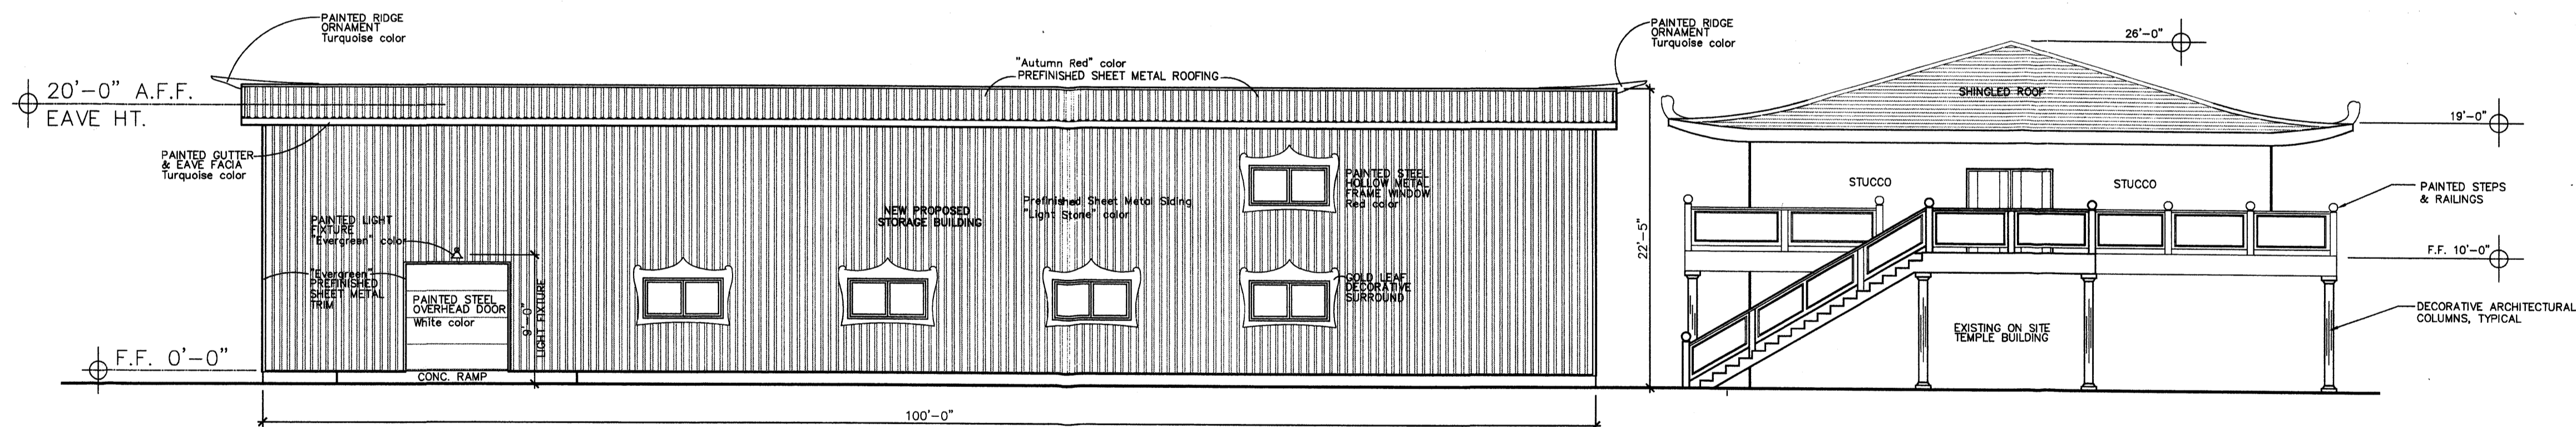 PAINTED RIDGE
ORNAMENT
Turquoise color
20'-0" A.F.F.
EAVE HT.
"Autumn Red" color
PREFINISHED SHEET METAL ROOFING
PAINTED RIDGE
ORNAMENT
Turquoise color
26'-0"
SHINGLED ROOF
19'-0"
PAINTED GUTTER
& EAVE FACIA
Turquoise color
PAINTED STEEL
HOLLOW METAL
FRAME WINDOW
Red color
Prefinished Sheet Metal Siding
"Light Stone" color
NEW PROPOSED
STORAGE BUILDING
PAINTED LIGHT
FIXTURE
"Evergreen" color
"Evergreen"
PREFINISHED
SHEET METAL
TRIM
PAINTED STEEL
OVERHEAD DOOR
White color
9'-0"
LIGHT FIXTURE
GOLD LEAF
DECORATIVE
SURROUND
22'-5"
STUCCO
STUCCO
PAINTED STEPS
& RAILINGS
F.F. 10'-0"
DECORATIVE ARCHITECTURAL
COLUMNS, TYPICAL
EXISTING ON SITE
TEMPLE BUILDING
F.F. 0'-0"
CONC. RAMP
100'-0"